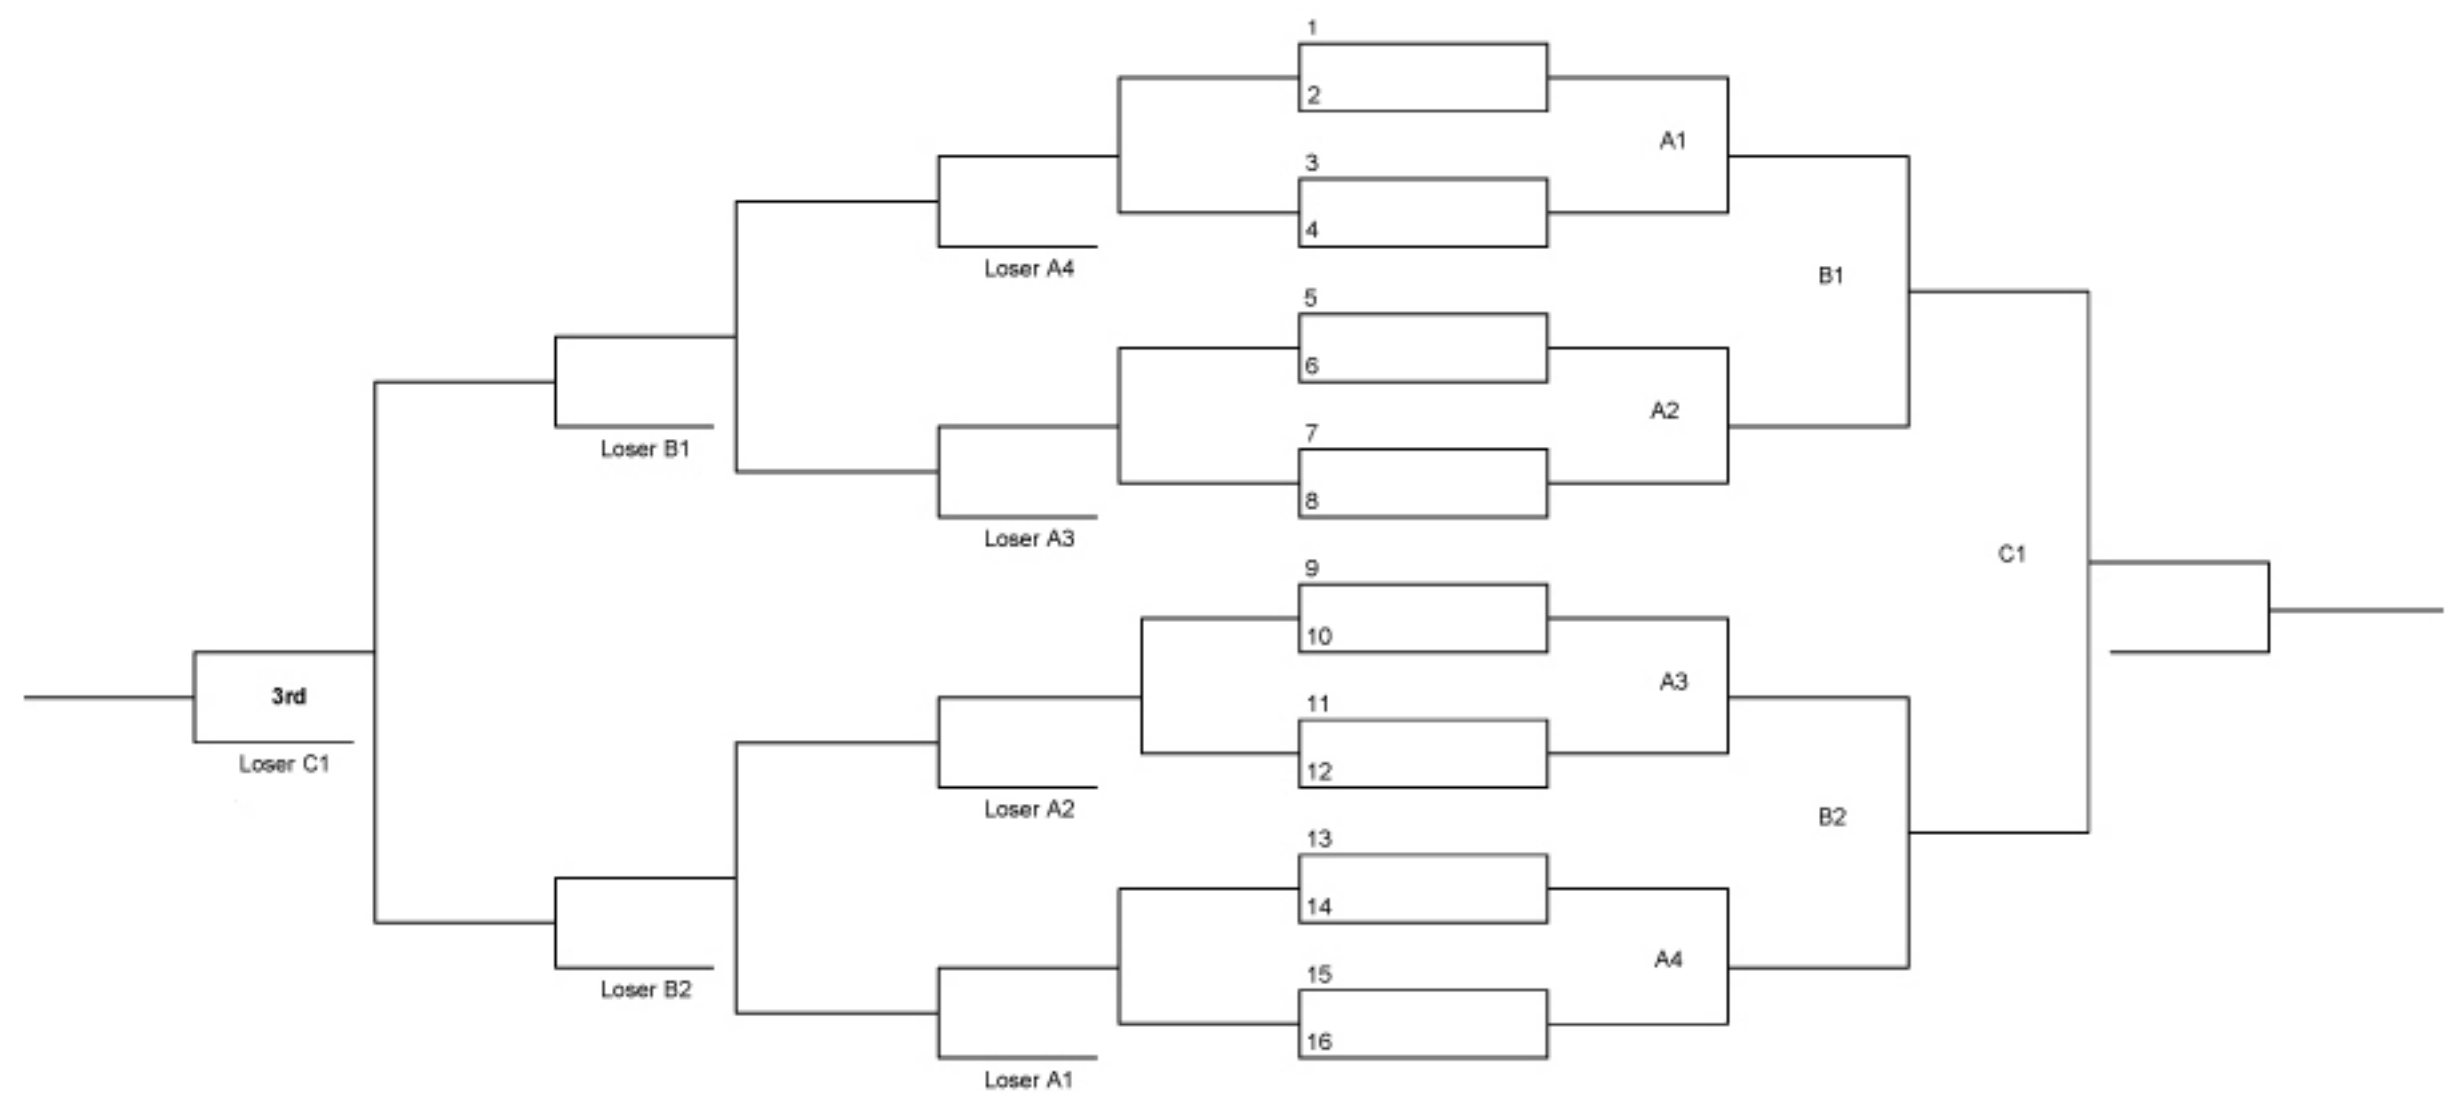 1
2
A1
3
4
Loser A4
B1
5
6
A2
Loser B1
7
8
Loser A3
C1
9
10
A3
3rd
11
Loser C1
12
Loser A2
B2
13
14
A4
15
Loser B2
16
Loser A1